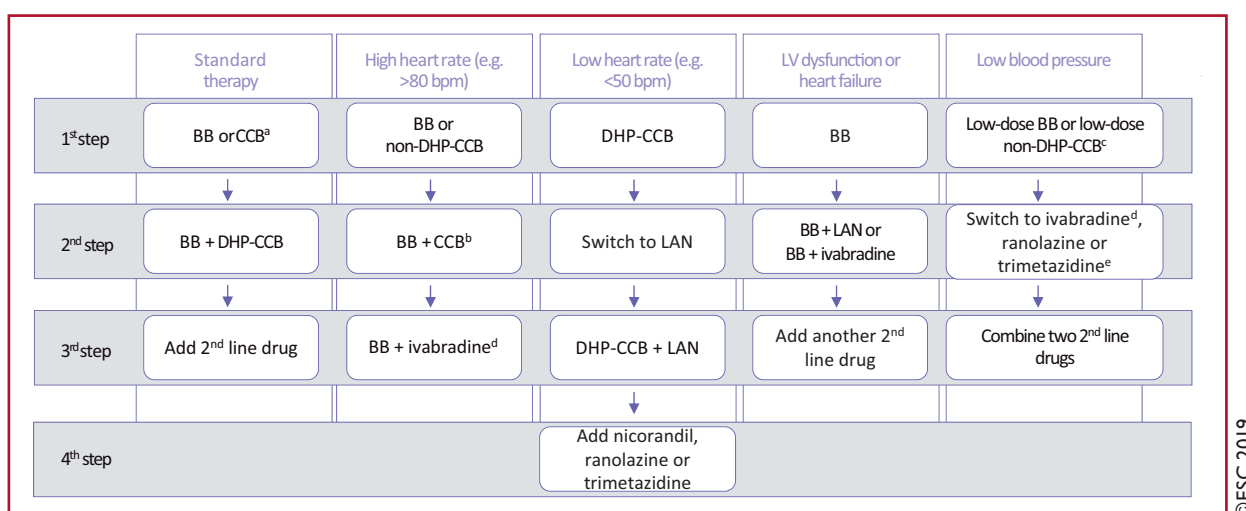 Standard
therapy
High heart rate (e.g.
>80 bpm)
Low heart rate (e.g.
<50 bpm)
LV dysfunction or
heart failure
Low blood pressure
1st step
BB orCCBa
BB or
non-DHP-CCB
DHP-CCB
BB
Low-dose BB or low-dose
non-DHP-CCBc
2nd step
BB + DHP-CCB
BB + CCBb
Switch to LAN
BB + LAN or
BB + ivabradine
Switch to ivabradined,
ranolazine or
trimetazidinee
3rd step
Add 2nd line drug
BB + ivabradined
DHP-CCB + LAN
Add another 2nd
line drug
Combine two 2nd line
drugs
4th step
Add nicorandil,
ranolazine or
trimetazidine
©ESC 2019